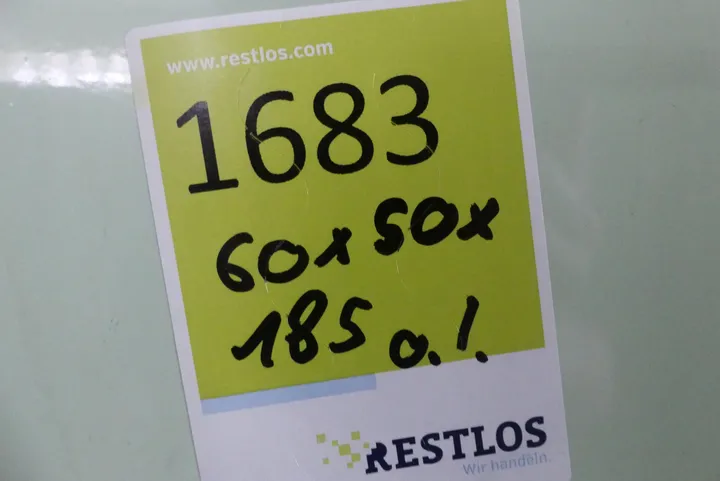 www.restlos.com
1683
60x50x
185 o.!.
RESTLOS
Wir handeln.